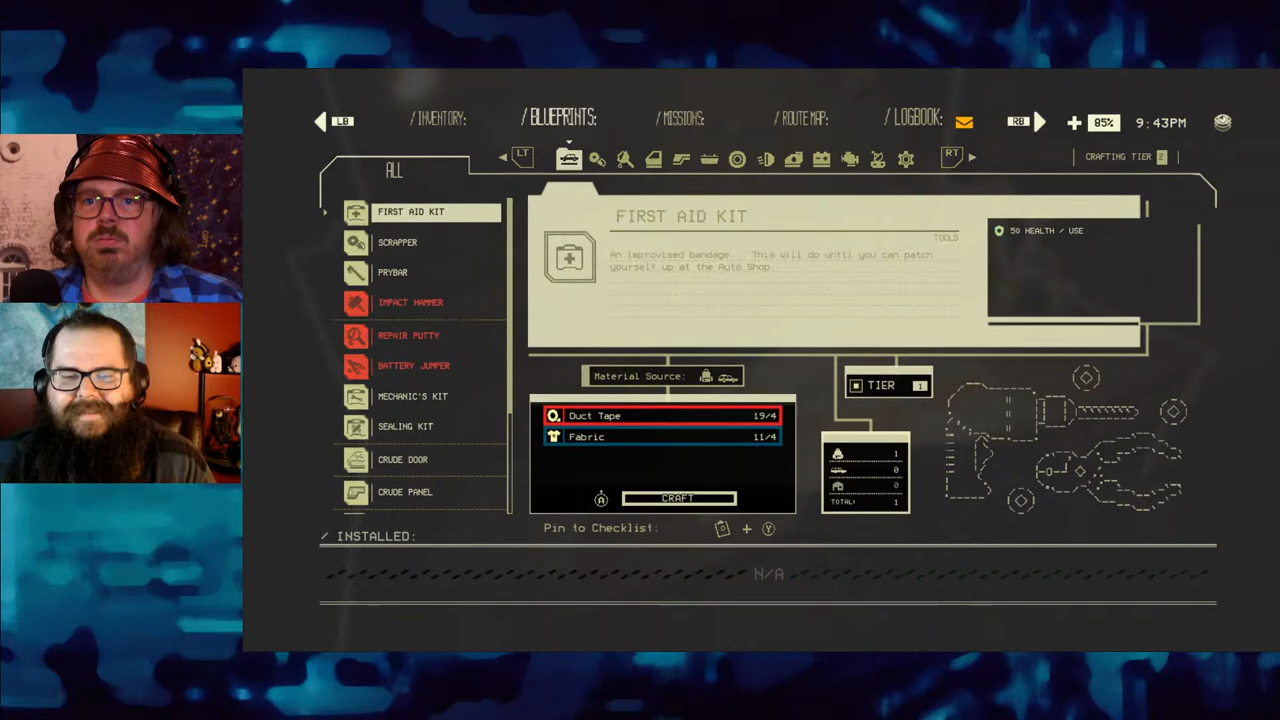 LB
/ INVENTORY:
/ BLUEPRINTS:
/ MISSIONS:
/ ROUTE MAP:
/ LOGBOOK:
RB
85%
9:43PM
LT
RT
CRAFTING TIER 2
ALL
FIRST AID KIT
SCRAPPER
PRYBAR
IMPACT HAMMER
REPAIR PUTTY
BATTERY JUMPER
MECHANIC'S KIT
SEALING KIT
CRUDE DOOR
CRUDE PANEL
FIRST AID KIT
TOOLS
An improvised bandage... This will do until you can patch
yourself up at the Auto Shop.
50 HEALTH / USE
Material Source:
TIER 1
Duct Tape 19/4
Fabric 11/4
A CRAFT
1
0
0
TOTAL: 1
Pin to Checklist: + Y
/ INSTALLED:
N/A